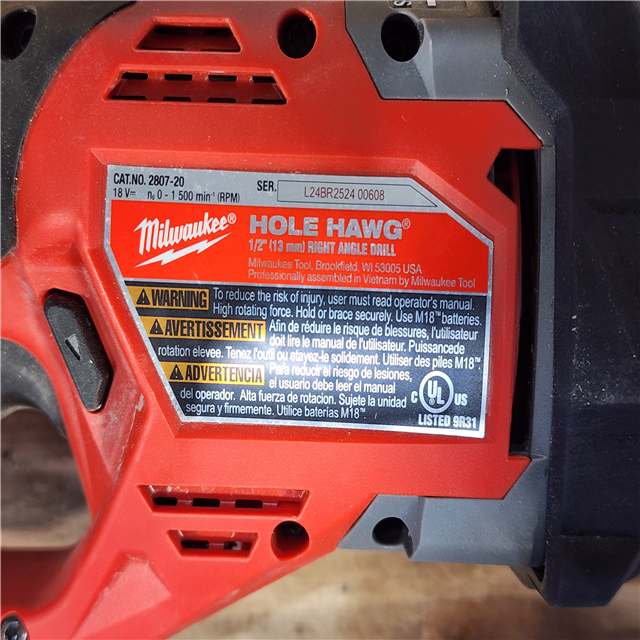 CAT.NO. 2807-20
18 V⎓ n₀ 0 - 1 500 min⁻¹ (RPM)
SER. L24BR2524 00608
Milwaukee®
HOLE HAWG®
1/2" (13 mm) RIGHT ANGLE DRILL
Milwaukee Tool, Brookfield, WI 53005 USA
Professionally assembled in Vietnam by Milwaukee Tool
WARNING To reduce the risk of injury, user must read operator's manual.
High rotating force. Hold or brace securely. Use M18™ batteries.
AVERTISSEMENT Afin de réduire le risque de blessures, l'utilisateur
doit lire le manual de l'utilisateur. Puissancede
rotation elevee. Tenez l'outil ou etayez-le solidement. Utiliser des piles M18™.
ADVERTENCIA Para reducir el riesgo de lesiones,
el usuario debe leer el manual
del operador. Alta fuerza de rotacion. Sujete la unidad
segura y firmemente. Utilice baterías M18™
C UL US
LISTED 9R31